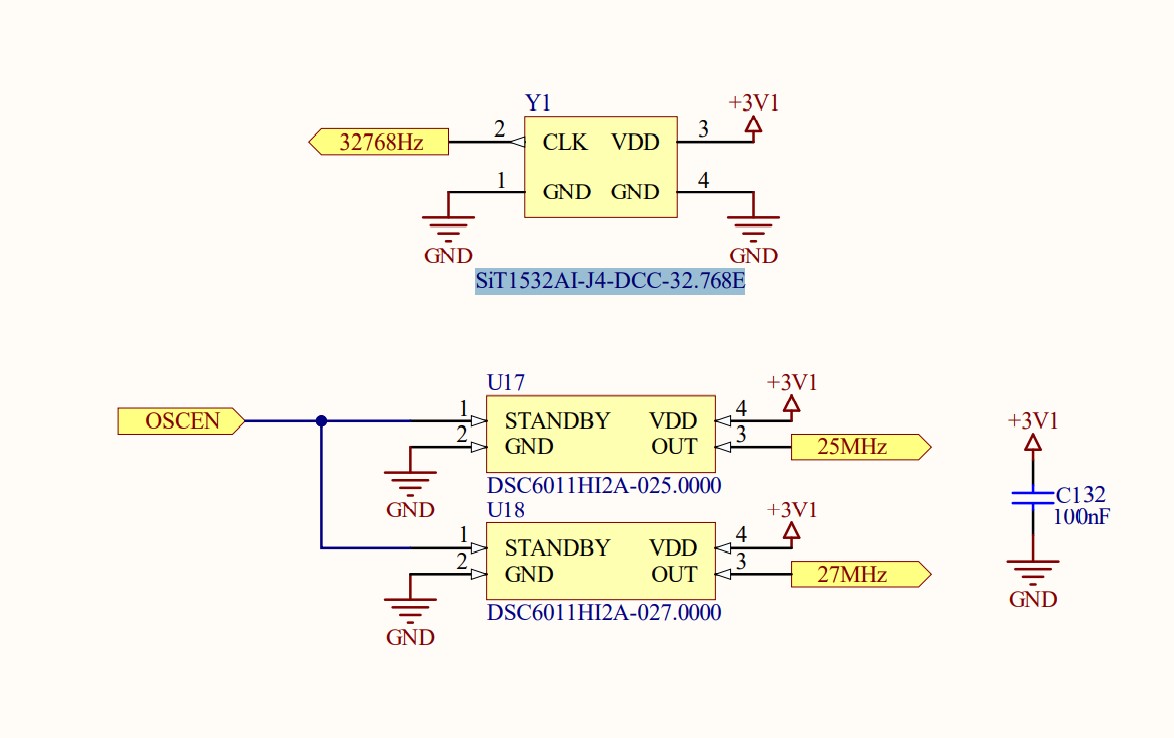 Y1
+3V1
32768Hz
2 CLK VDD 3
1 GND GND 4
GND GND
SiT1532AI-J4-DCC-32.768E
U17
+3V1
OSCEN
1 STANDBY VDD 4
2 GND OUT 3
25MHz
GND
DSC6011HI2A-025.0000
U18
+3V1
1 STANDBY VDD 4
2 GND OUT 3
27MHz
GND
DSC6011HI2A-027.0000
+3V1
C132
100nF
GND